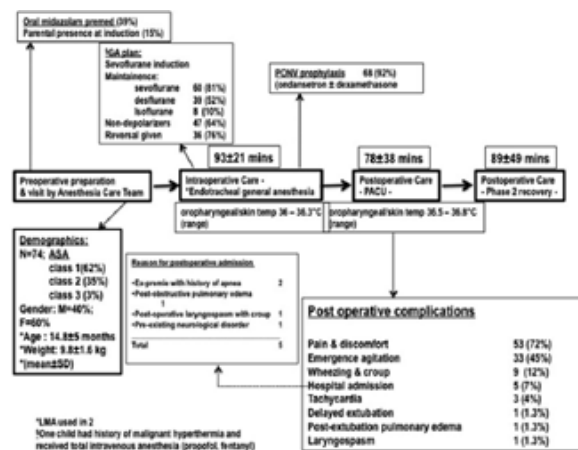 Oral midazolam premed (39%)
Parental presence at induction (15%)
GA plan:
Sevoflurane induction
Maintainence:
sevoflurane 60 (81%)
desflurane 39 (52%)
Isoflurane 8 (10%)
Non-depolarizers 47 (64%)
Reversal given 36 (76%)
PONV prophylaxis 68 (92%)
(ondansetron ± dexamethasone
93±21 mins
78±38 mins
89±49 mins
Preoperative preparation
& visit by Anesthesia Care Team
Intraoperative Care -
*Endotracheal general anesthesia
Postoperative Care
- PACU -
Postoperative Care
- Phase 2 recovery -
oropharyngeal/skin temp 36 – 36.3°C
(range)
oropharyngeal/skin temp 36.5 – 36.8°C
(range)
Demographics:
N=74; ASA
class 1(62%)
class 2 (35%)
class 3 (3%)
Gender: M=40%;
F=60%
*Age : 14.8±5 months
*Weight: 9.8±1.6 kg
*(mean±SD)
Reason for postoperative admission
•Ex-premie with history of apnea 2
•Post-obstructive pulmonary edema
1
•Post-operative laryngospasm with croup 1
•Pre-existing neurological disorder 1
Total 5
Post operative complications
Pain & discomfort 53 (72%)
Emergence agitation 33 (45%)
Wheezing & croup 9 (12%)
Hospital admission 5 (7%)
Tachycardia 3 (4%)
Delayed extubation 1 (1.3%)
Post-extubation pulmonary edema 1 (1.3%)
Laryngospasm 1 (1.3%)
*LMA used in 2
One child had history of malignant hyperthermia and
received total intravenous anesthesia (propofol, fentanyl)